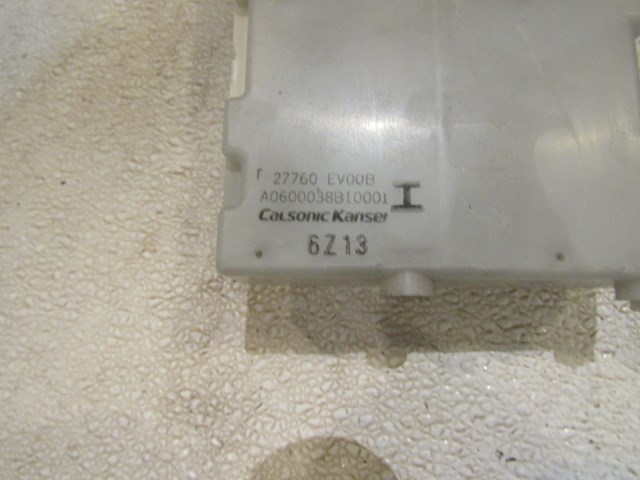 27760 EV00B
A0600038B10001 I
CALSONIC KANSEI
6Z13